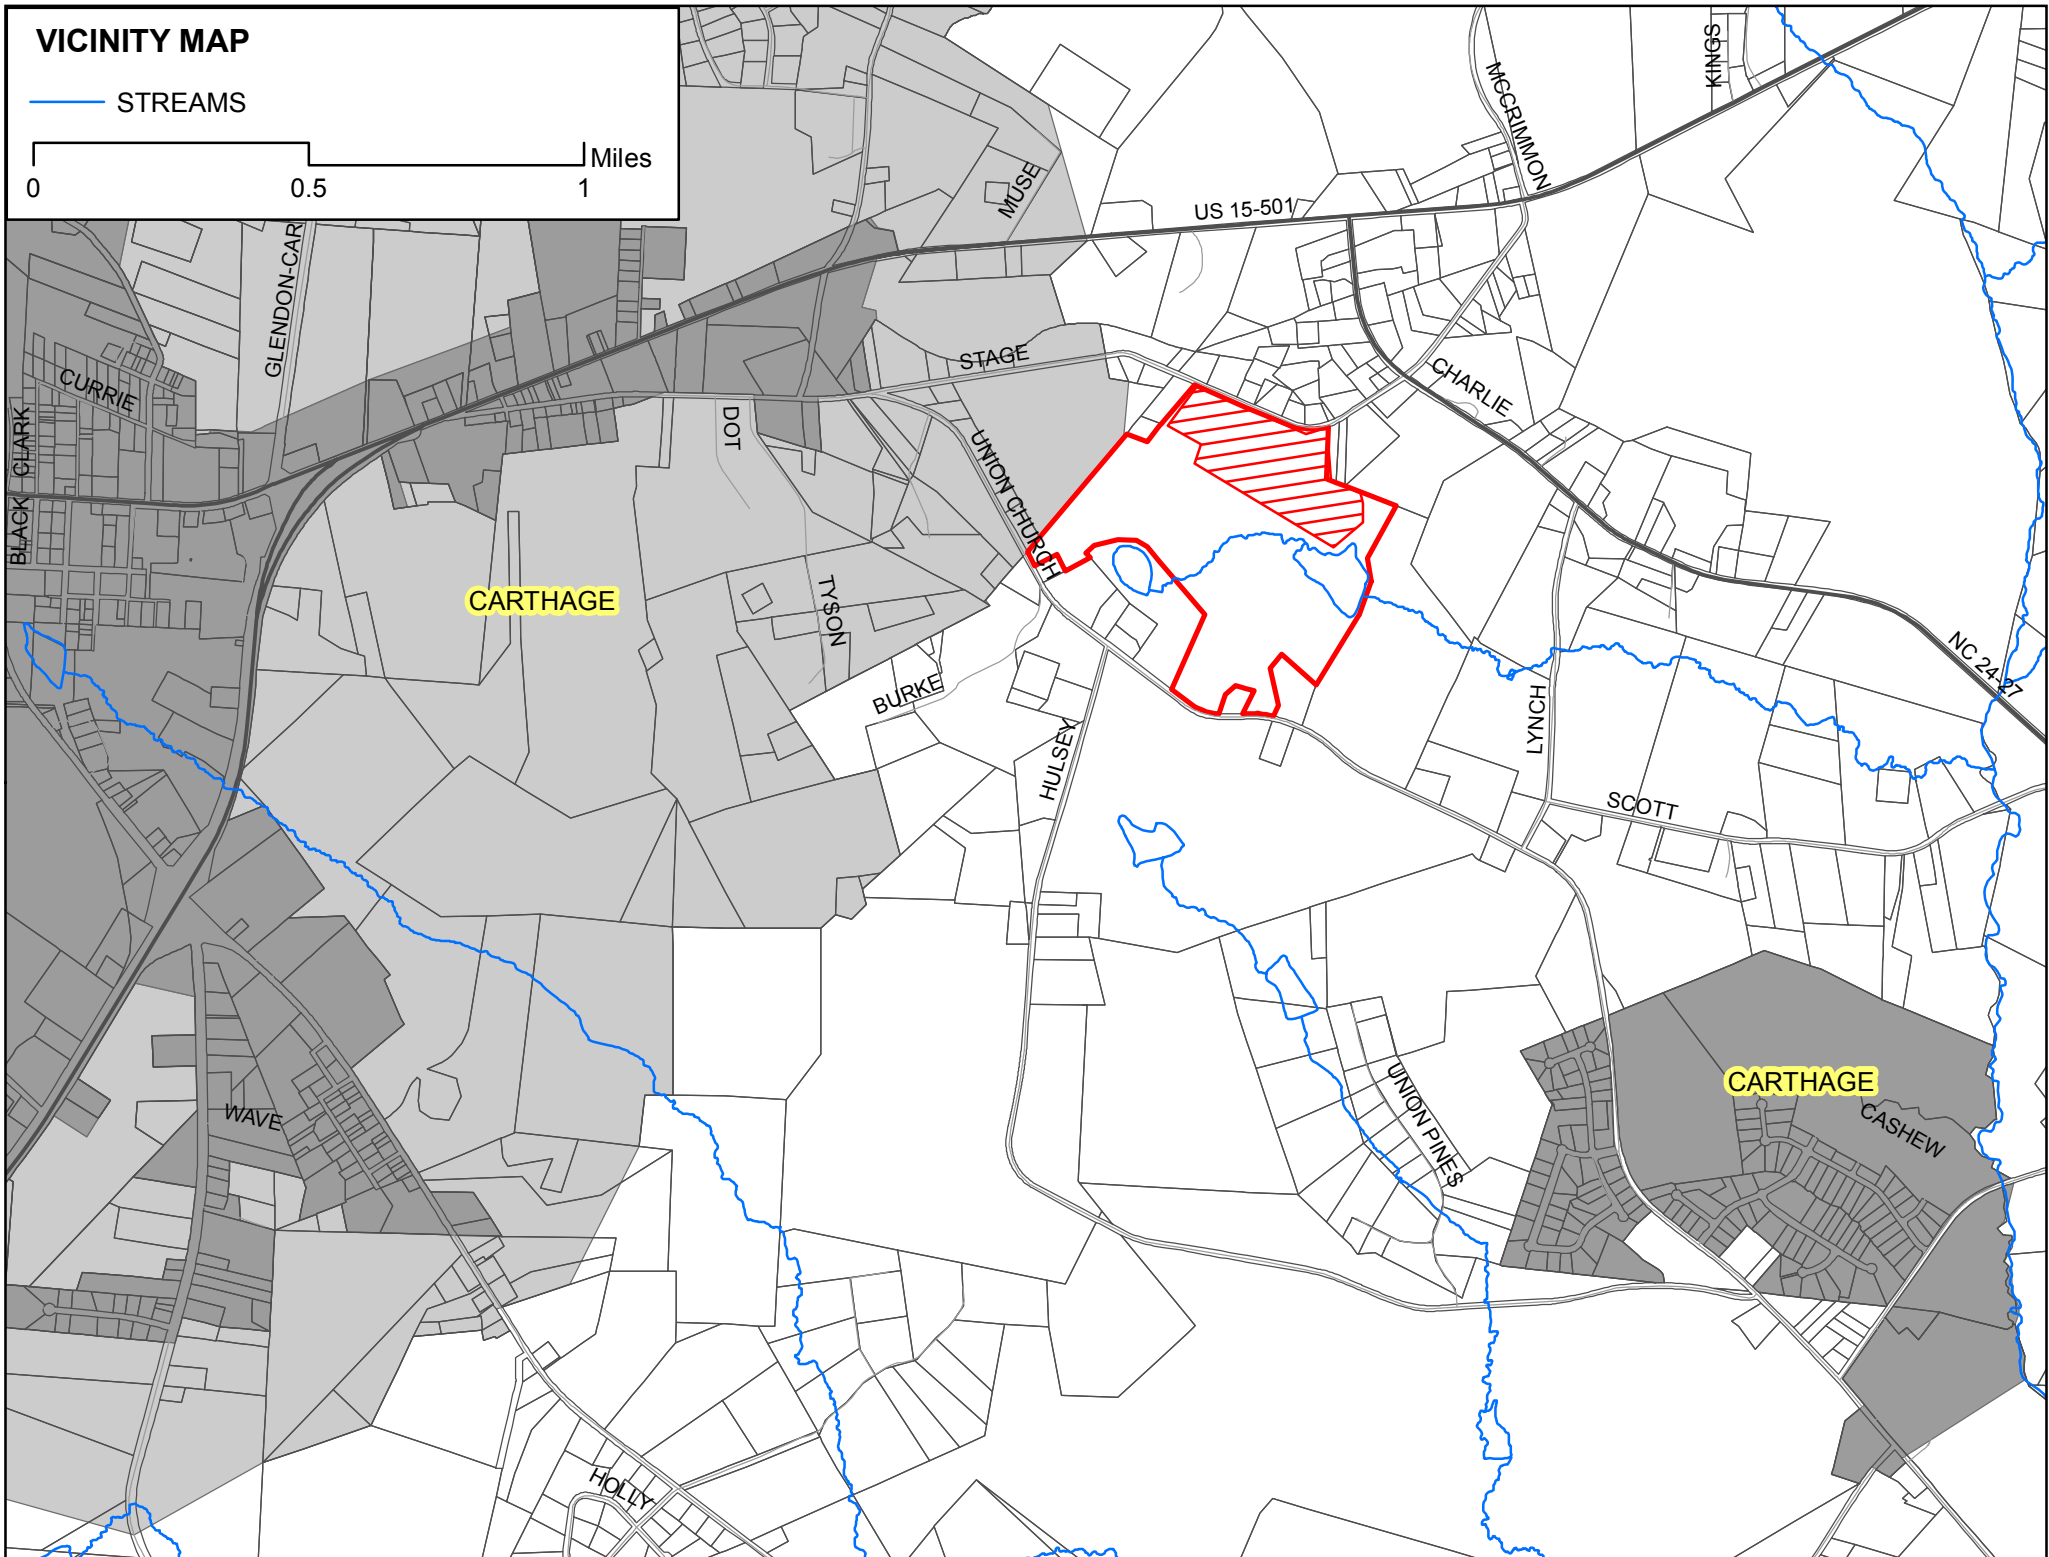 VICINITY MAP
STREAMS
Miles
0 0.5 1
KINGS
MCCRIMMON
MUSE
US 15-501
GLENDON-CAR
STAGE
CURRIE
CHARLIE
DOT
CLARK
UNION CHURCH
BLACK
CARTHAGE
TYSON
BURKE
NC 24-27
LYNCH
HULSEY
SCOTT
CARTHAGE
UNION PINES
CASHEW
WAVE
HOLLY